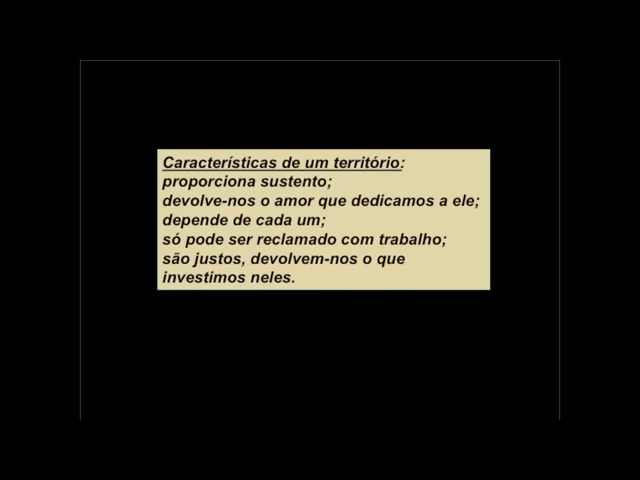 Características de um território:
proporciona sustento;
devolve-nos o amor que dedicamos a ele;
depende de cada um;
só pode ser reclamado com trabalho;
são justos, devolvem-nos o que
investimos neles.